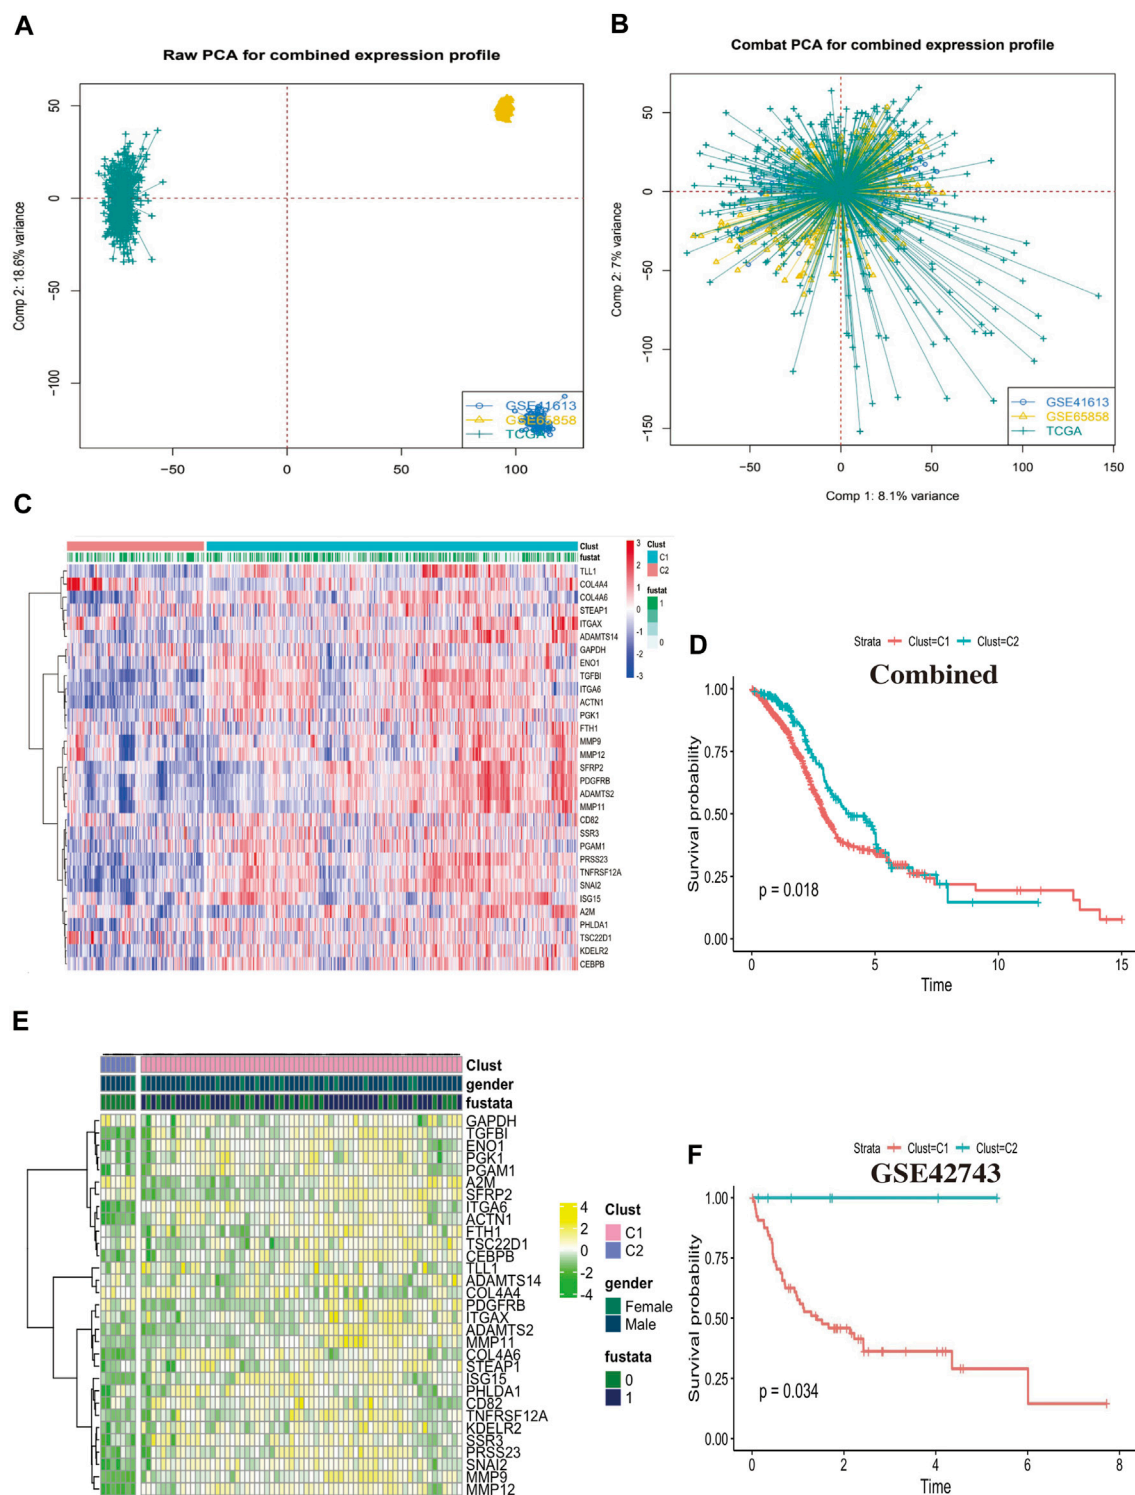 A
Raw PCA for combined expression profile
Comp 2: 18.6% variance
50
0
−100
−50
0
50
100
GSE41613
GSE65858
TCGA
B
Combat PCA for combined expression profile
Comp 2: 7% variance
50
0
−50
−100
−150
−50
0
50
100
150
Comp 1: 8.1% variance
GSE41613
GSE65858
TCGA
C
Clust
fustat
TLL1
COL4A4
COL4A6
STEAP1
ITGAX
ADAMTS14
GAPDH
ENO1
TGFBI
ITGA6
ACTN1
PGK1
FTH1
MMP9
MMP12
SFRP2
PDGFRB
ADAMTS2
MMP11
CD82
SSR3
PGAM1
PRSS23
TNFRSF12A
SNAI2
ISG15
A2M
PHLDA1
TSC22D1
KDELR2
CEBPB
3
2
1
0
-1
-2
-3
Clust
C1
C2
fustat
1
0
D
Strata Clust=C1 Clust=C2
Combined
Survival probability
1.00
0.75
0.50
0.25
0.00
p = 0.018
0
5
10
15
Time
E
Clust
gender
fustata
GAPDH
TGFBI
ENO1
PGK1
PGAM1
A2M
SFRP2
ITGA6
ACTN1
FTH1
TSC22D1
CEBPB
TLL1
ADAMTS14
COL4A4
PDGFRB
ITGAX
ADAMTS2
MMP11
COL4A6
STEAP1
ISG15
PHLDA1
CD82
TNFRSF12A
KDELR2
SSR3
PRSS23
SNAI2
MMP9
MMP12
4
2
0
-2
-4
Clust
C1
C2
gender
Female
Male
fustata
0
1
F
Strata Clust=C1 Clust=C2
GSE42743
Survival probability
1.00
0.75
0.50
0.25
0.00
p = 0.034
0
2
4
6
8
Time